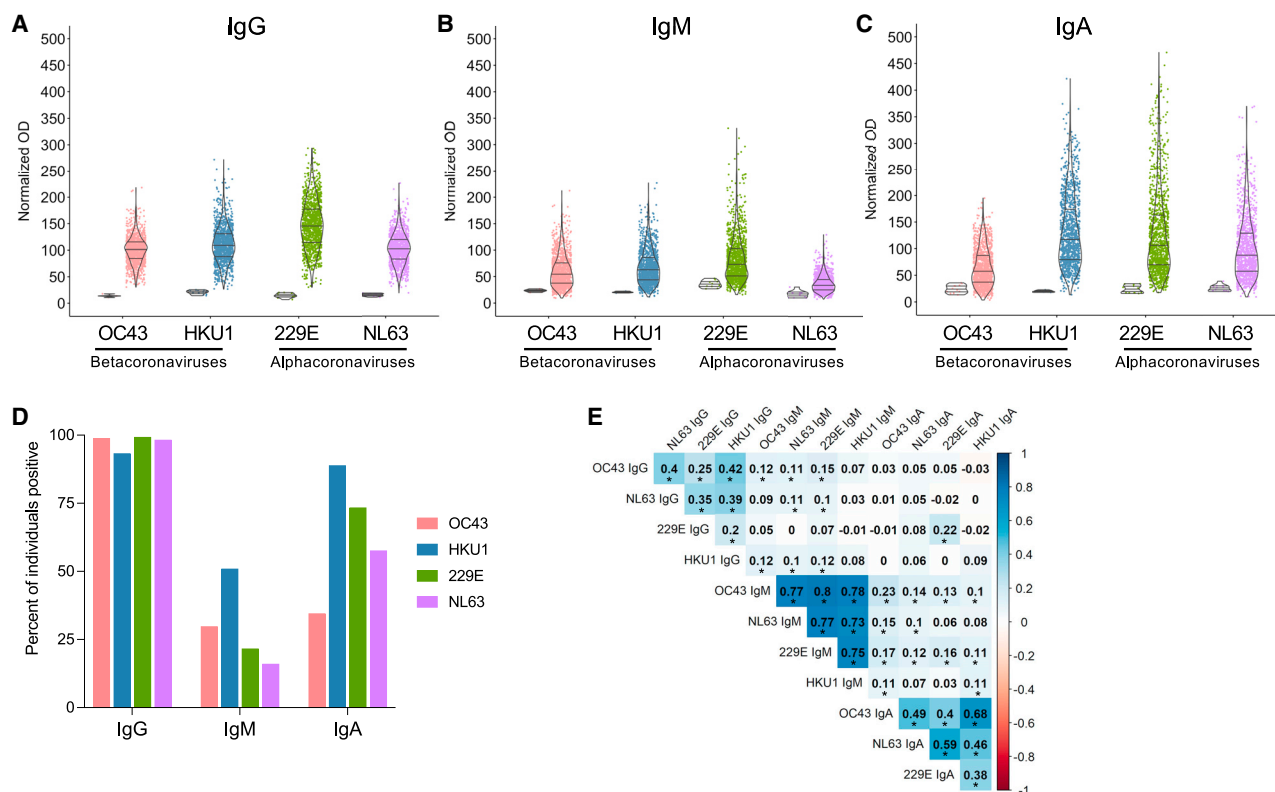 A IgG
500
450
400
350
300
250
200
150
100
50
0
Normalized OD
OC43 HKU1 229E NL63
Betacoronaviruses Alphacoronaviruses
B IgM
500
450
400
350
300
250
200
150
100
50
0
Normalized OD
OC43 HKU1 229E NL63
Betacoronaviruses Alphacoronaviruses
C IgA
500
450
400
350
300
250
200
150
100
50
0
Normalized OD
OC43 HKU1 229E NL63
Betacoronaviruses Alphacoronaviruses
D
100
75
50
25
0
Percent of individuals positive
IgG IgM IgA
OC43
HKU1
229E
NL63
E
NL63 IgG 229E IgG HKU1 IgG OC43 IgM NL63 IgM 229E IgM HKU1 IgM OC43 IgA NL63 IgA 229E IgA HKU1 IgA
OC43 IgG 0.4 0.25 0.42 0.12 0.11 0.15 0.07 0.03 0.05 0.05 -0.03
* * * * * *
NL63 IgG 0.35 0.39 0.09 0.11 0.1 0.03 0.01 0.05 -0.02 0
* * * *
229E IgG 0.2 0.05 0 0.07 -0.01 -0.01 0.08 0.22 -0.02
* *
HKU1 IgG 0.12 0.1 0.12 0.08 0 0.06 0 0.09
* * *
OC43 IgM 0.77 0.8 0.78 0.23 0.14 0.13 0.1
* * * * * * *
NL63 IgM 0.77 0.73 0.15 0.1 0.06 0.08
* * * *
229E IgM 0.75 0.17 0.12 0.16 0.11
* * * * *
HKU1 IgM 0.11 0.07 0.03 0.11
* *
OC43 IgA 0.49 0.4 0.68
* * *
NL63 IgA 0.59 0.46
* *
229E IgA 0.38
*
1
0.8
0.6
0.4
0.2
0
-0.2
-0.4
-0.6
-0.8
-1